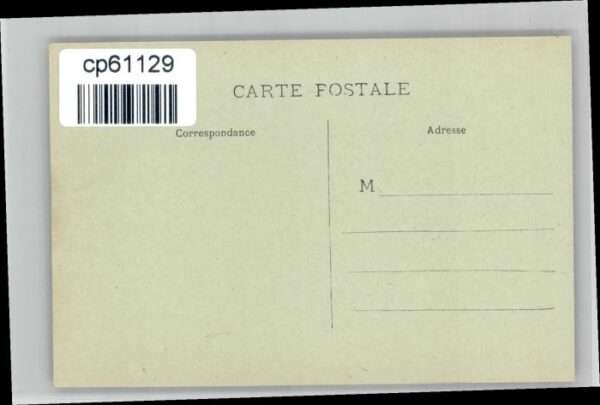 cp61129
CARTE POSTALE
Correspondance
Adresse
M